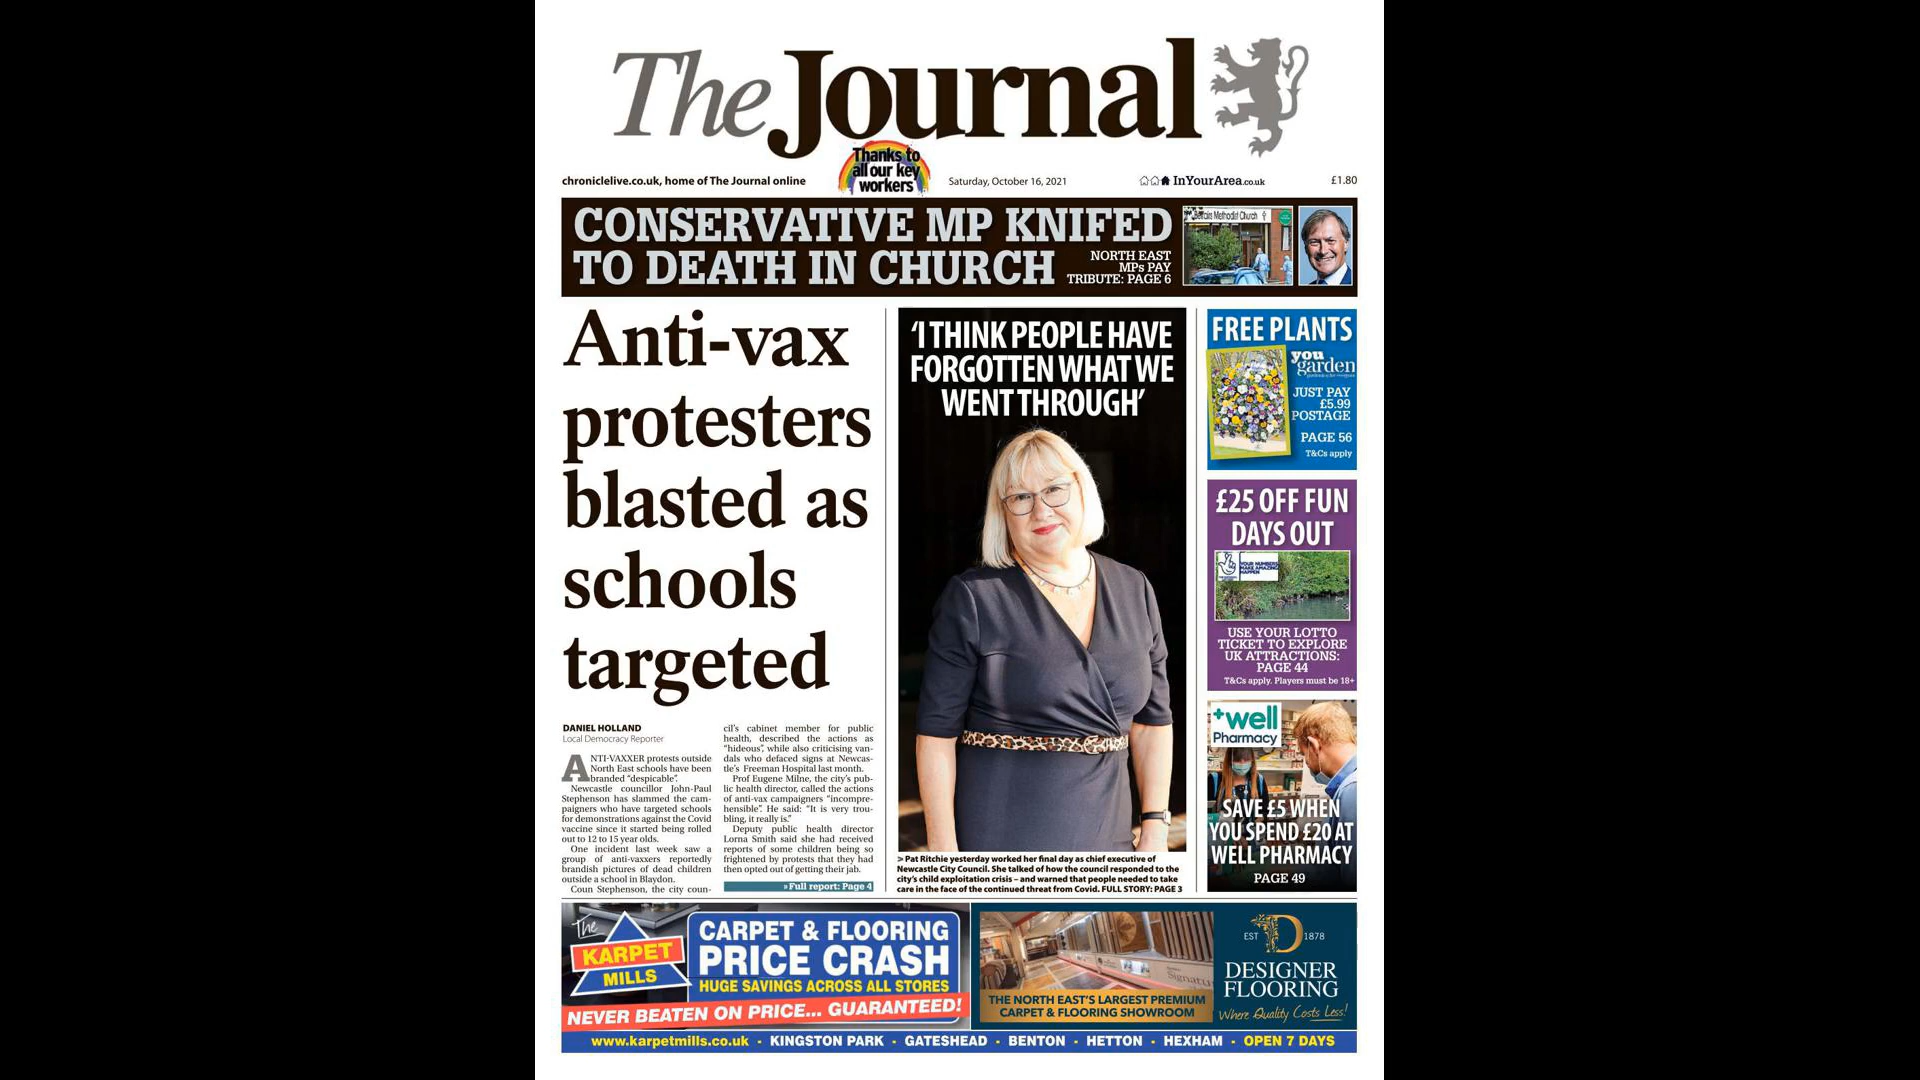 The Journal
Thanks to
all our key
workers
chroniclelive.co.uk, home of The Journal online
Saturday, October 16, 2021
InYourArea.co.uk
£1.80
CONSERVATIVE MP KNIFED
TO DEATH IN CHURCH
NORTH EAST
MPs PAY
TRIBUTE: PAGE 6
Belfairs Methodist Church
Anti-vax
protesters
blasted as
schools
targeted
DANIEL HOLLAND
Local Democracy Reporter
ANTI-VAXXER protests outside
North East schools have been
branded “despicable”.
Newcastle councillor John-Paul
Stephenson has slammed the cam-
paigners who have targeted schools
for demonstrations against the Covid
vaccine since it started being rolled
out to 12 to 15 year olds.
One incident last week saw a
group of anti-vaxxers reportedly
brandish pictures of dead children
outside a school in Blaydon.
Coun Stephenson, the city coun-
cil’s cabinet member for public
health, described the actions as
“hideous”, while also criticising van-
dals who defaced signs at Newcas-
tle’s Freeman Hospital last month.
Prof Eugene Milne, the city’s pub-
lic health director, called the actions
of anti-vax campaigners “incompre-
hensible”. He said: “It is very trou-
bling, it really is.”
Deputy public health director
Lorna Smith said she had received
reports of some children being so
frightened by protests that they had
then opted out of getting their jab.
» Full report: Page 4
‘I THINK PEOPLE HAVE
FORGOTTEN WHAT WE
WENT THROUGH’
> Pat Ritchie yesterday worked her final day as chief executive of
Newcastle City Council. She talked of how the council responded to the
city’s child exploitation crisis – and warned that people needed to take
care in the face of the continued threat from Covid. FULL STORY: PAGE 3
FREE PLANTS
you
garden
JUST PAY
£5.99
POSTAGE
PAGE 56
T&Cs apply
£25 OFF FUN
DAYS OUT
YOUR NUMBERS
MAKE AMAZING
HAPPEN
USE YOUR LOTTO
TICKET TO EXPLORE
UK ATTRACTIONS:
PAGE 44
T&Cs apply. Players must be 18+
+well
Pharmacy
SAVE £5 WHEN
YOU SPEND £20 AT
WELL PHARMACY
PAGE 49
The
KARPET
MILLS
CARPET & FLOORING
PRICE CRASH
HUGE SAVINGS ACROSS ALL STORES
NEVER BEATEN ON PRICE... GUARANTEED!
THE NORTH EAST’S LARGEST PREMIUM
CARPET & FLOORING SHOWROOM
EST D 1878
DESIGNER
FLOORING
Where Quality Costs Less!
www.karpetmills.co.uk - KINGSTON PARK - GATESHEAD - BENTON - HETTON - HEXHAM - OPEN 7 DAYS